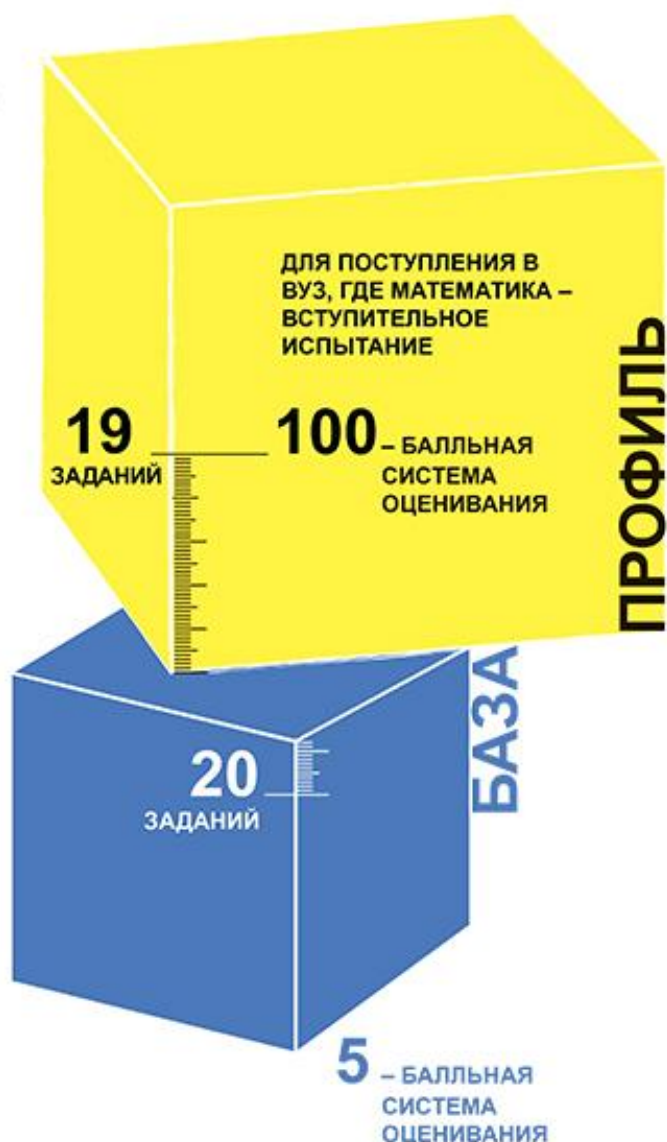 ДЛЯ ПОСТУПЛЕНИЯ В
ВУЗ, ГДЕ МАТЕМАТИКА –
ВСТУПИТЕЛЬНОЕ
ИСПЫТАНИЕ
19
ЗАДАНИЙ
100 – БАЛЛЬНАЯ
СИСТЕМА
ОЦЕНИВАНИЯ
ПРОФИЛЬ
20
ЗАДАНИЙ
БАЗА
5 – БАЛЛЬНАЯ
СИСТЕМА
ОЦЕНИВАНИЯ